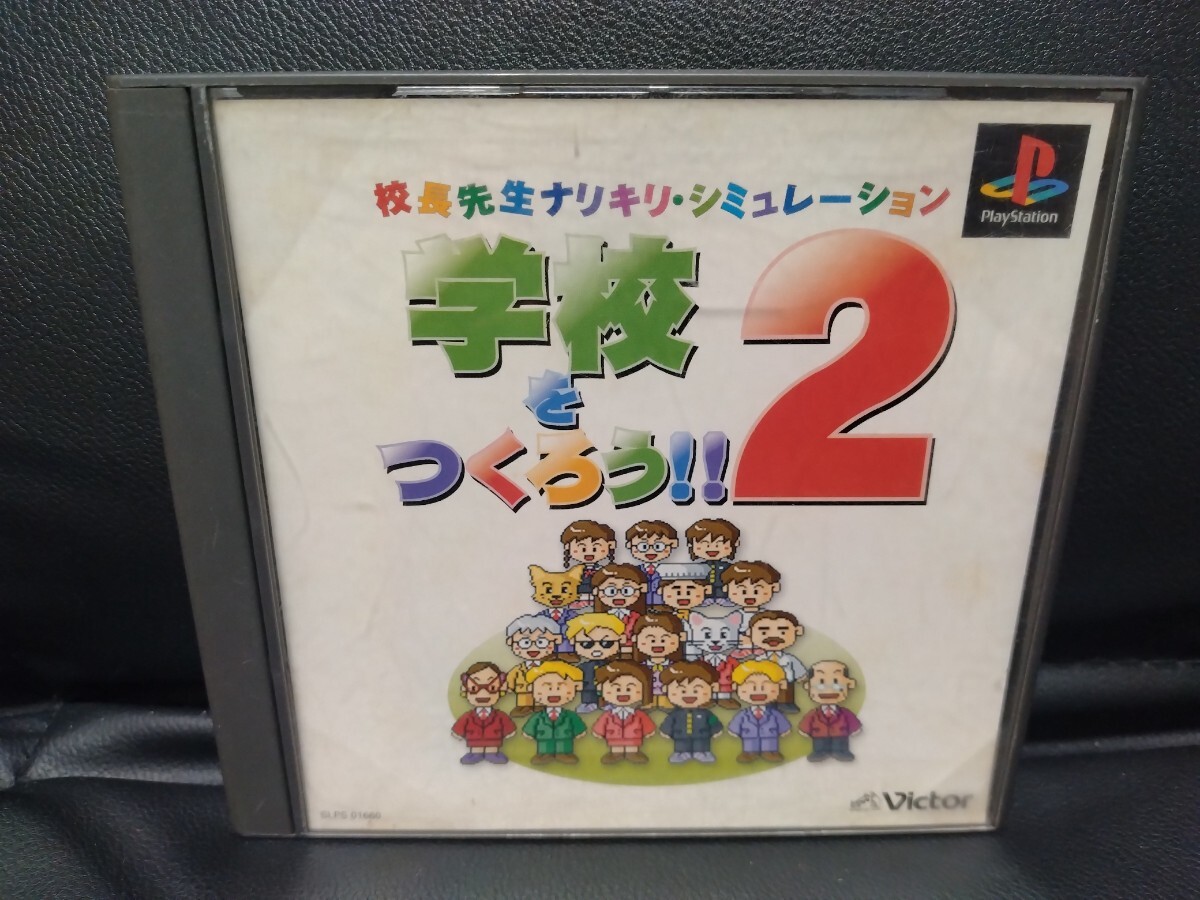 校長先生ナリキリ・シミュレーション
PlayStation
学校
2
を
つくろう!!
Victor
SLPS 01660